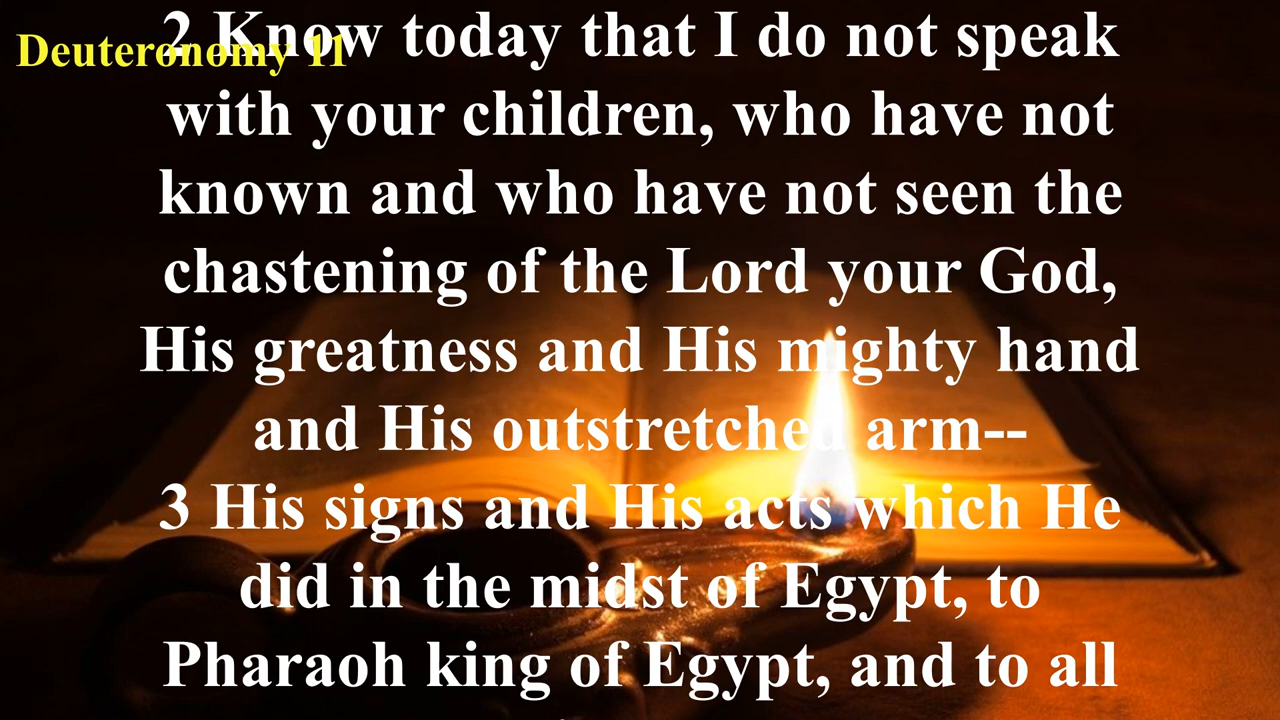 Deuteronomy 11
2 Know today that I do not speak
with your children, who have not
known and who have not seen the
chastening of the Lord your God,
His greatness and His mighty hand
and His outstretched arm--
3 His signs and His acts which He
did in the midst of Egypt, to
Pharaoh king of Egypt, and to all